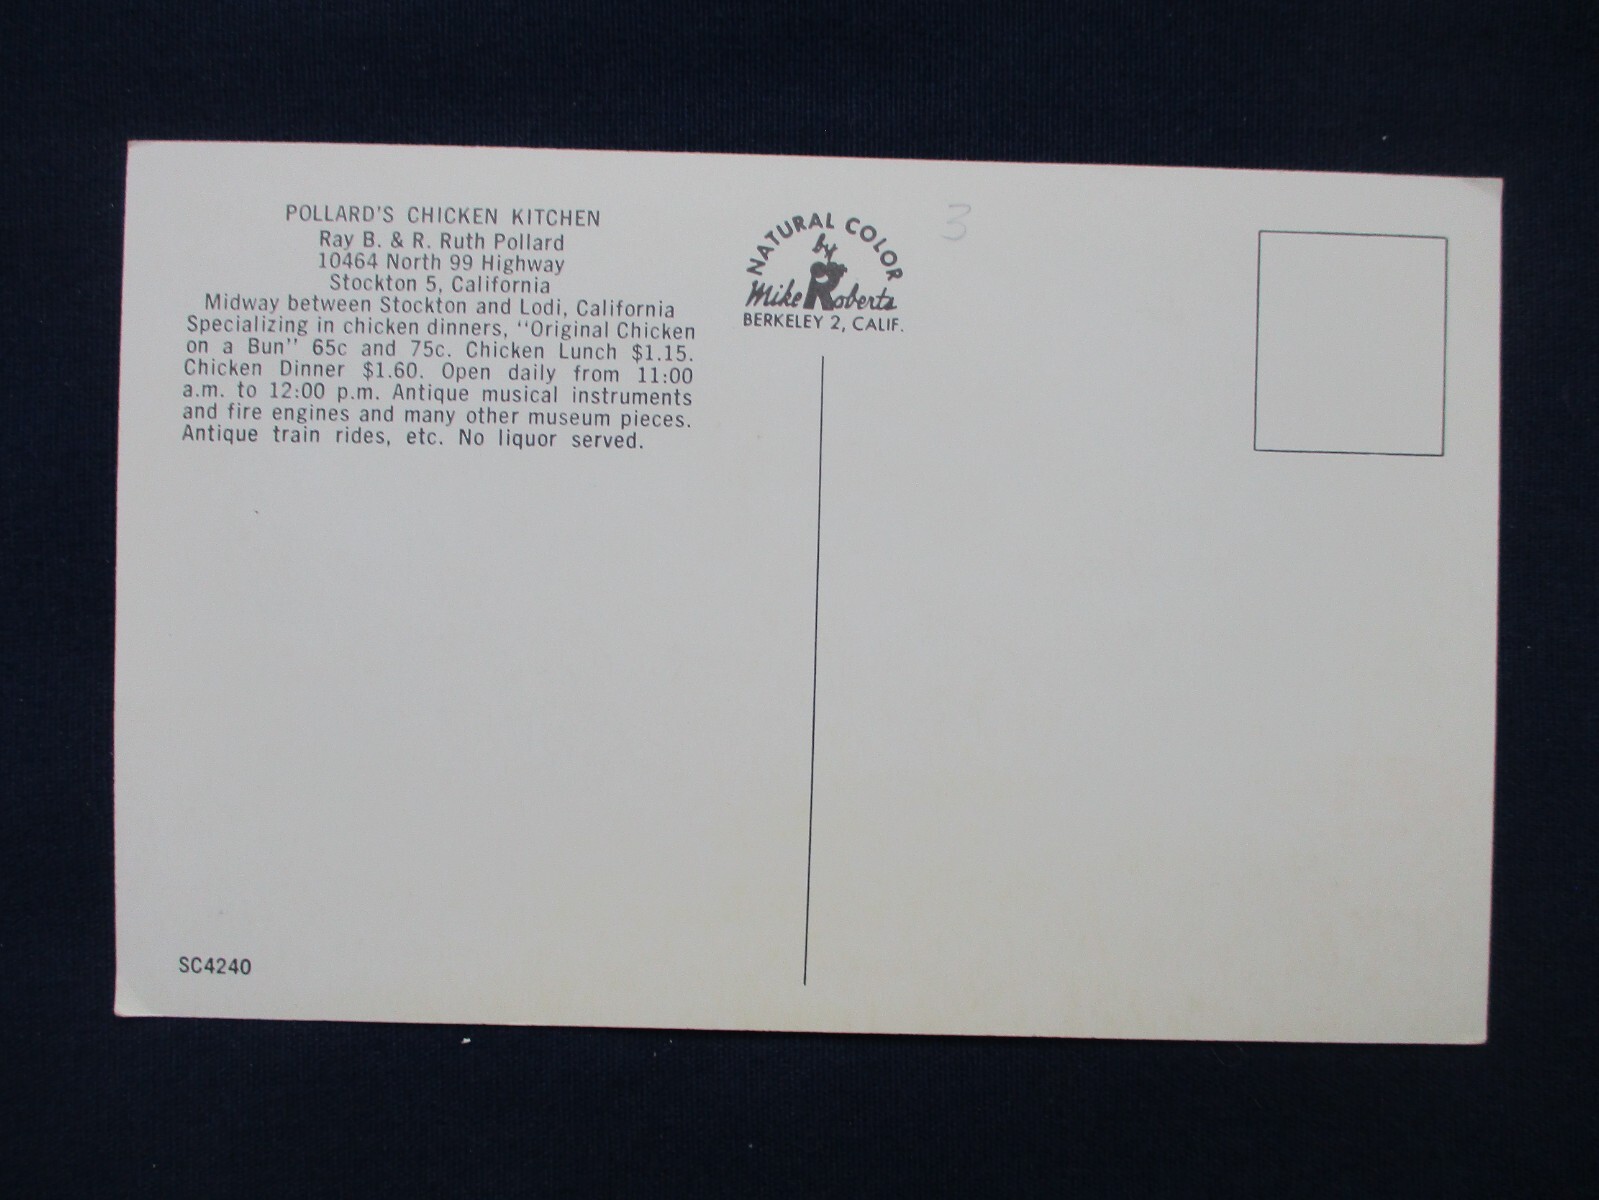 POLLARD'S CHICKEN KITCHEN
Ray B. & R. Ruth Pollard
10464 North 99 Highway
Stockton 5, California
Midway between Stockton and Lodi, California
Specializing in chicken dinners, "Original Chicken
on a Bun" 65c and 75c. Chicken Lunch $1.15.
Chicken Dinner $1.60. Open daily from 11:00
a.m. to 12:00 p.m. Antique musical instruments
and fire engines and many other museum pieces.
Antique train rides, etc. No liquor served.
SC4240
NATURAL COLOR
by
Mike Roberts
BERKELEY 2, CALIF.
3